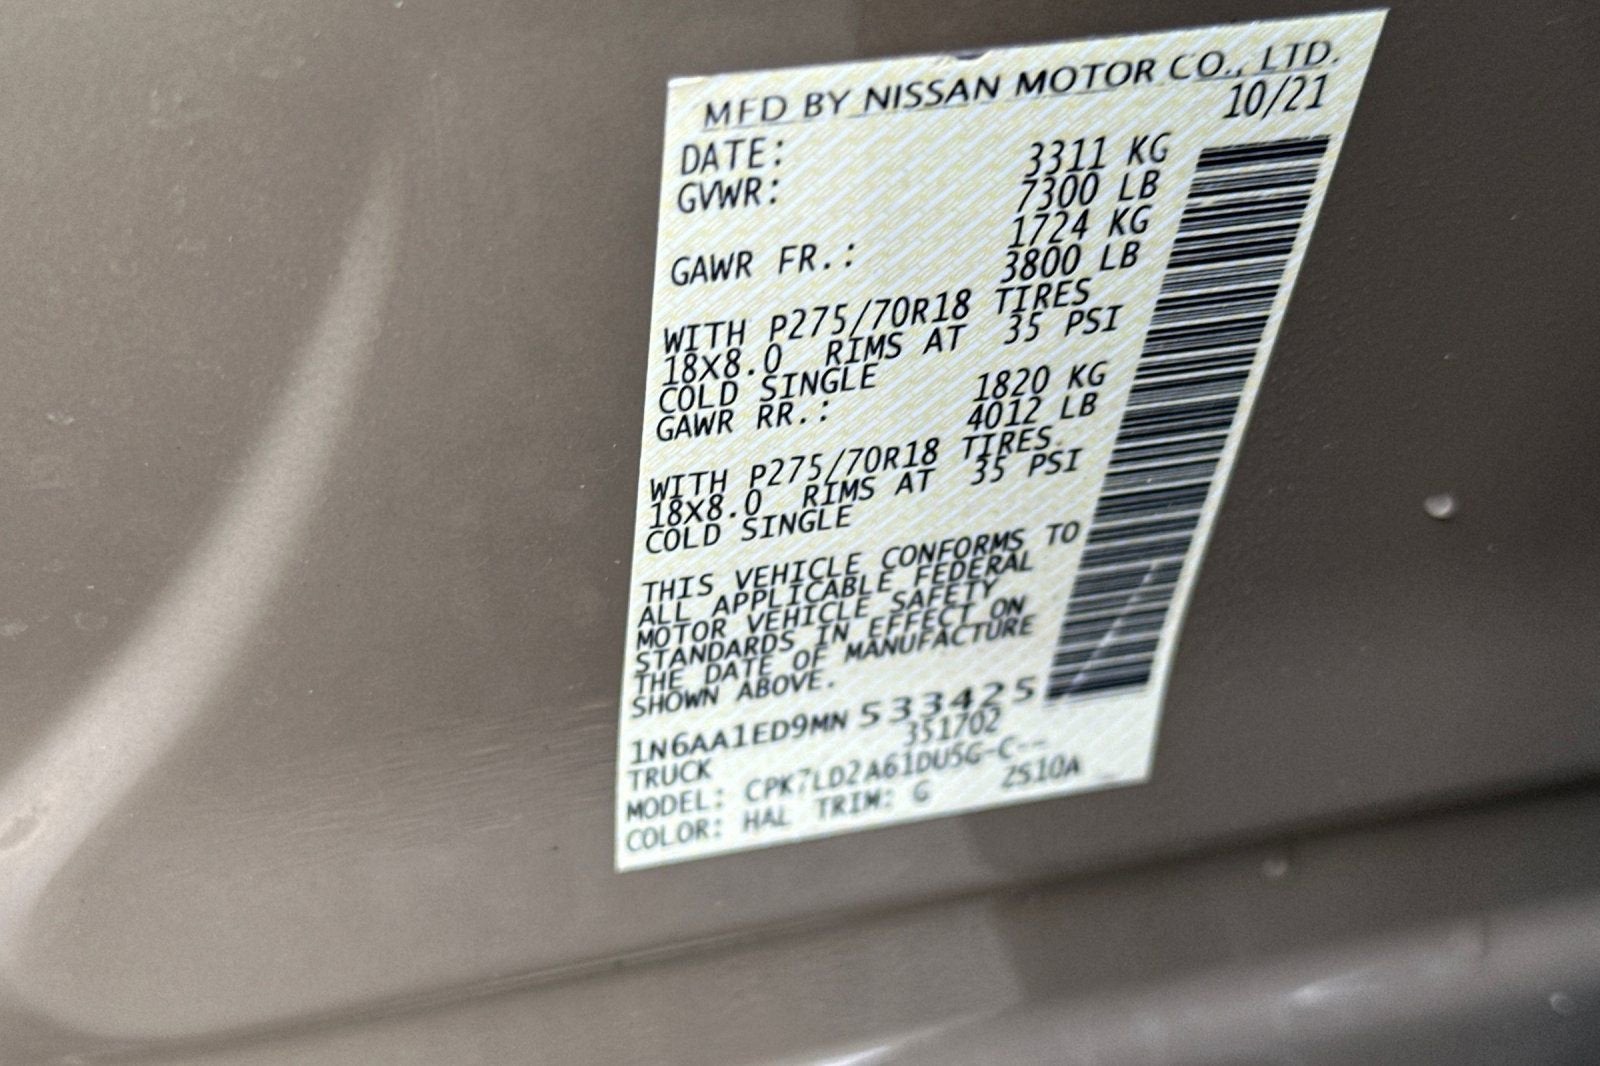 MFD BY NISSAN MOTOR CO., LTD.
DATE: 10/21
GVWR: 3311 KG
7300 LB
GAWR FR.: 1724 KG
3800 LB
WITH P275/70R18 TIRES
18X8.0 RIMS AT 35 PSI
COLD SINGLE
GAWR RR.: 1820 KG
4012 LB
WITH P275/70R18 TIRES
18X8.0 RIMS AT 35 PSI
COLD SINGLE
THIS VEHICLE CONFORMS TO
ALL APPLICABLE FEDERAL
MOTOR VEHICLE SAFETY
STANDARDS IN EFFECT ON
THE DATE OF MANUFACTURE
SHOWN ABOVE.
1N6AA1ED9MN 533425
TRUCK 351702
MODEL: CPK7LD2A61DU5G-C--
COLOR: HAL TRIM: G ZS10A